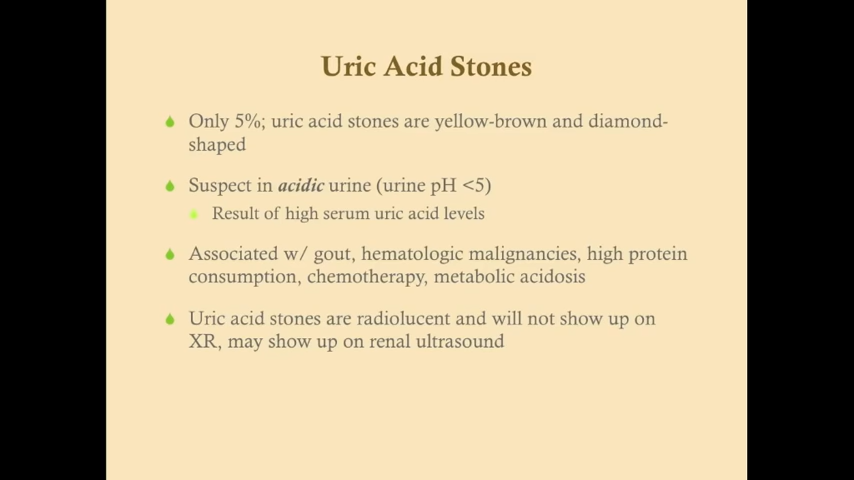 Uric Acid Stones
Only 5%; uric acid stones are yellow-brown and diamond-
shaped
Suspect in acidic urine (urine pH <5)
Result of high serum uric acid levels
Associated w/ gout, hematologic malignancies, high protein
consumption, chemotherapy, metabolic acidosis
Uric acid stones are radiolucent and will not show up on
XR, may show up on renal ultrasound